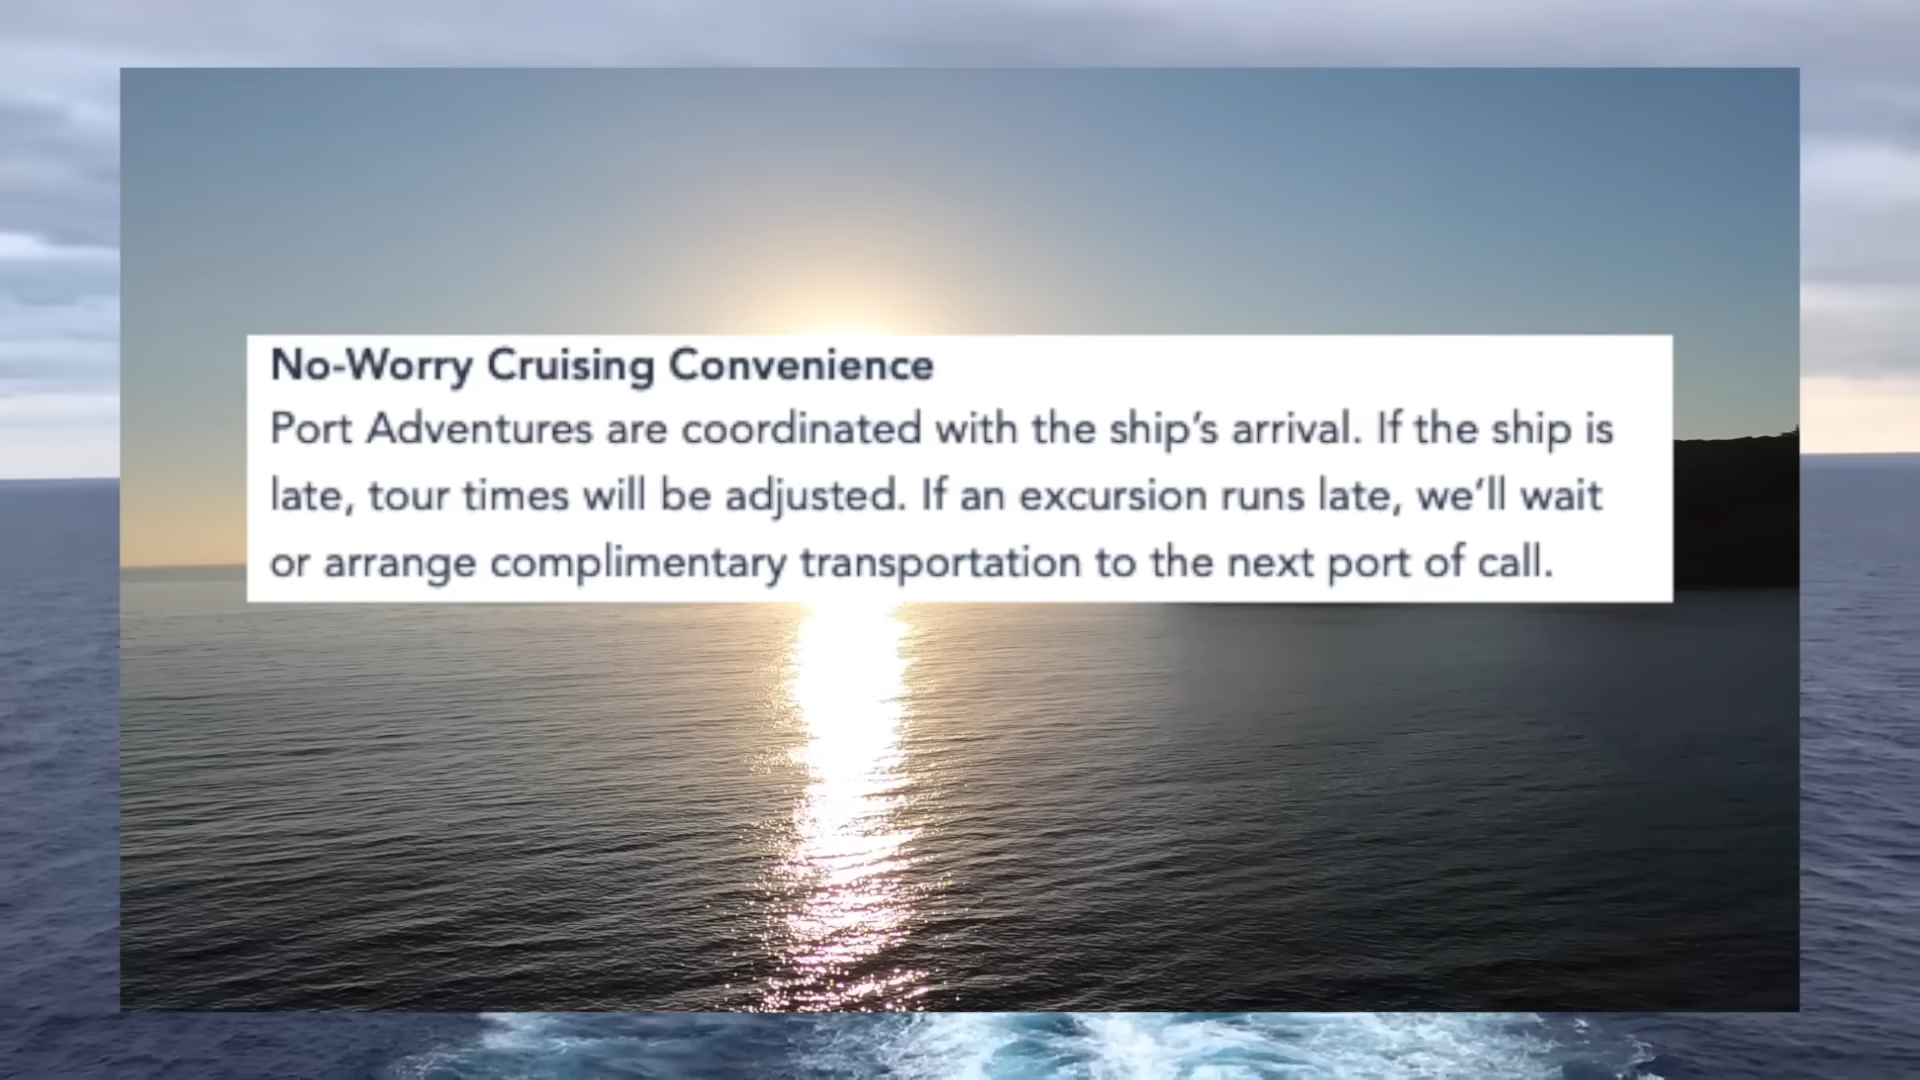 No-Worry Cruising Convenience
Port Adventures are coordinated with the ship's arrival. If the ship is
late, tour times will be adjusted. If an excursion runs late, we'll wait
or arrange complimentary transportation to the next port of call.